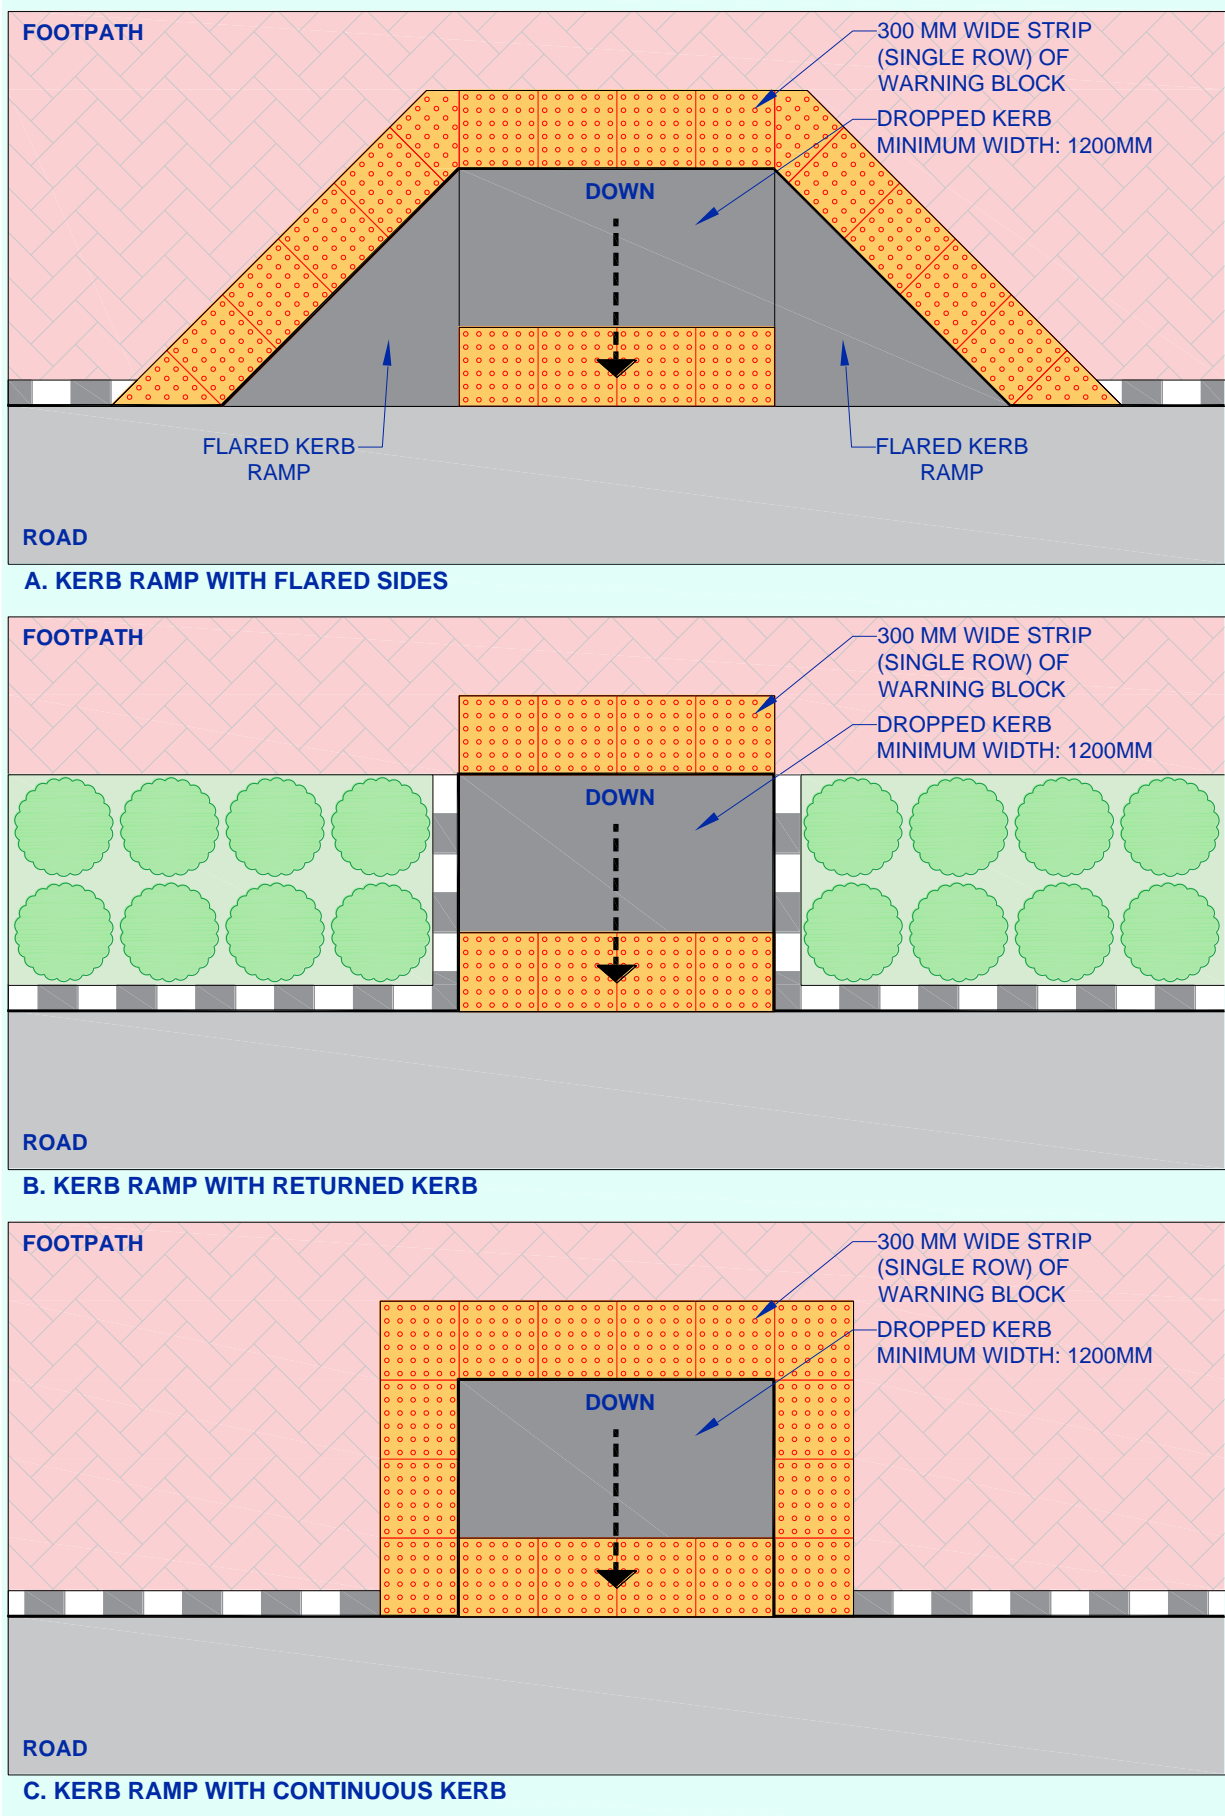 FOOTPATH
300 MM WIDE STRIP
(SINGLE ROW) OF
WARNING BLOCK
DROPPED KERB
MINIMUM WIDTH: 1200MM
DOWN
FLARED KERB
RAMP
FLARED KERB
RAMP
ROAD
A. KERB RAMP WITH FLARED SIDES
FOOTPATH
300 MM WIDE STRIP
(SINGLE ROW) OF
WARNING BLOCK
DROPPED KERB
MINIMUM WIDTH: 1200MM
DOWN
ROAD
B. KERB RAMP WITH RETURNED KERB
FOOTPATH
300 MM WIDE STRIP
(SINGLE ROW) OF
WARNING BLOCK
DROPPED KERB
MINIMUM WIDTH: 1200MM
DOWN
ROAD
C. KERB RAMP WITH CONTINUOUS KERB